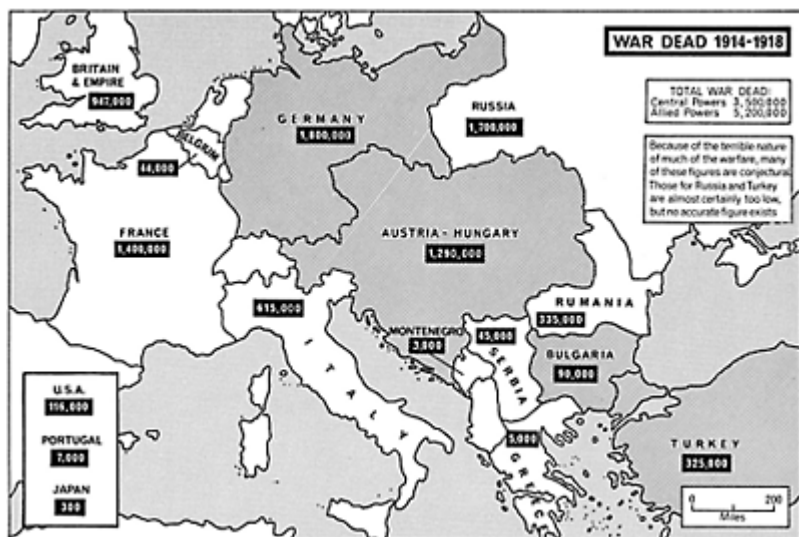 WAR DEAD 1914-1918
TOTAL WAR DEAD:
Central Powers 3,500,000
Allied Powers 5,200,000
Because of the terrible nature
of much of the warfare, many
of these figures are conjectural
Those for Russia and Turkey
are almost certainly too low,
but no accurate figure exists
BRITAIN
& EMPIRE
947,000
RUSSIA
1,700,000
GERMANY
1,800,000
BELGIUM
44,000
FRANCE
1,400,000
AUSTRIA-HUNGARY
1,290,000
615,000
ITALY
RUMANIA
335,000
MONTENEGRO
3,000
45,000
SERBIA
BULGARIA
90,000
5,000
GREECE
TURKEY
325,000
U.S.A.
116,000
PORTUGAL
7,000
JAPAN
300
0 200
Miles